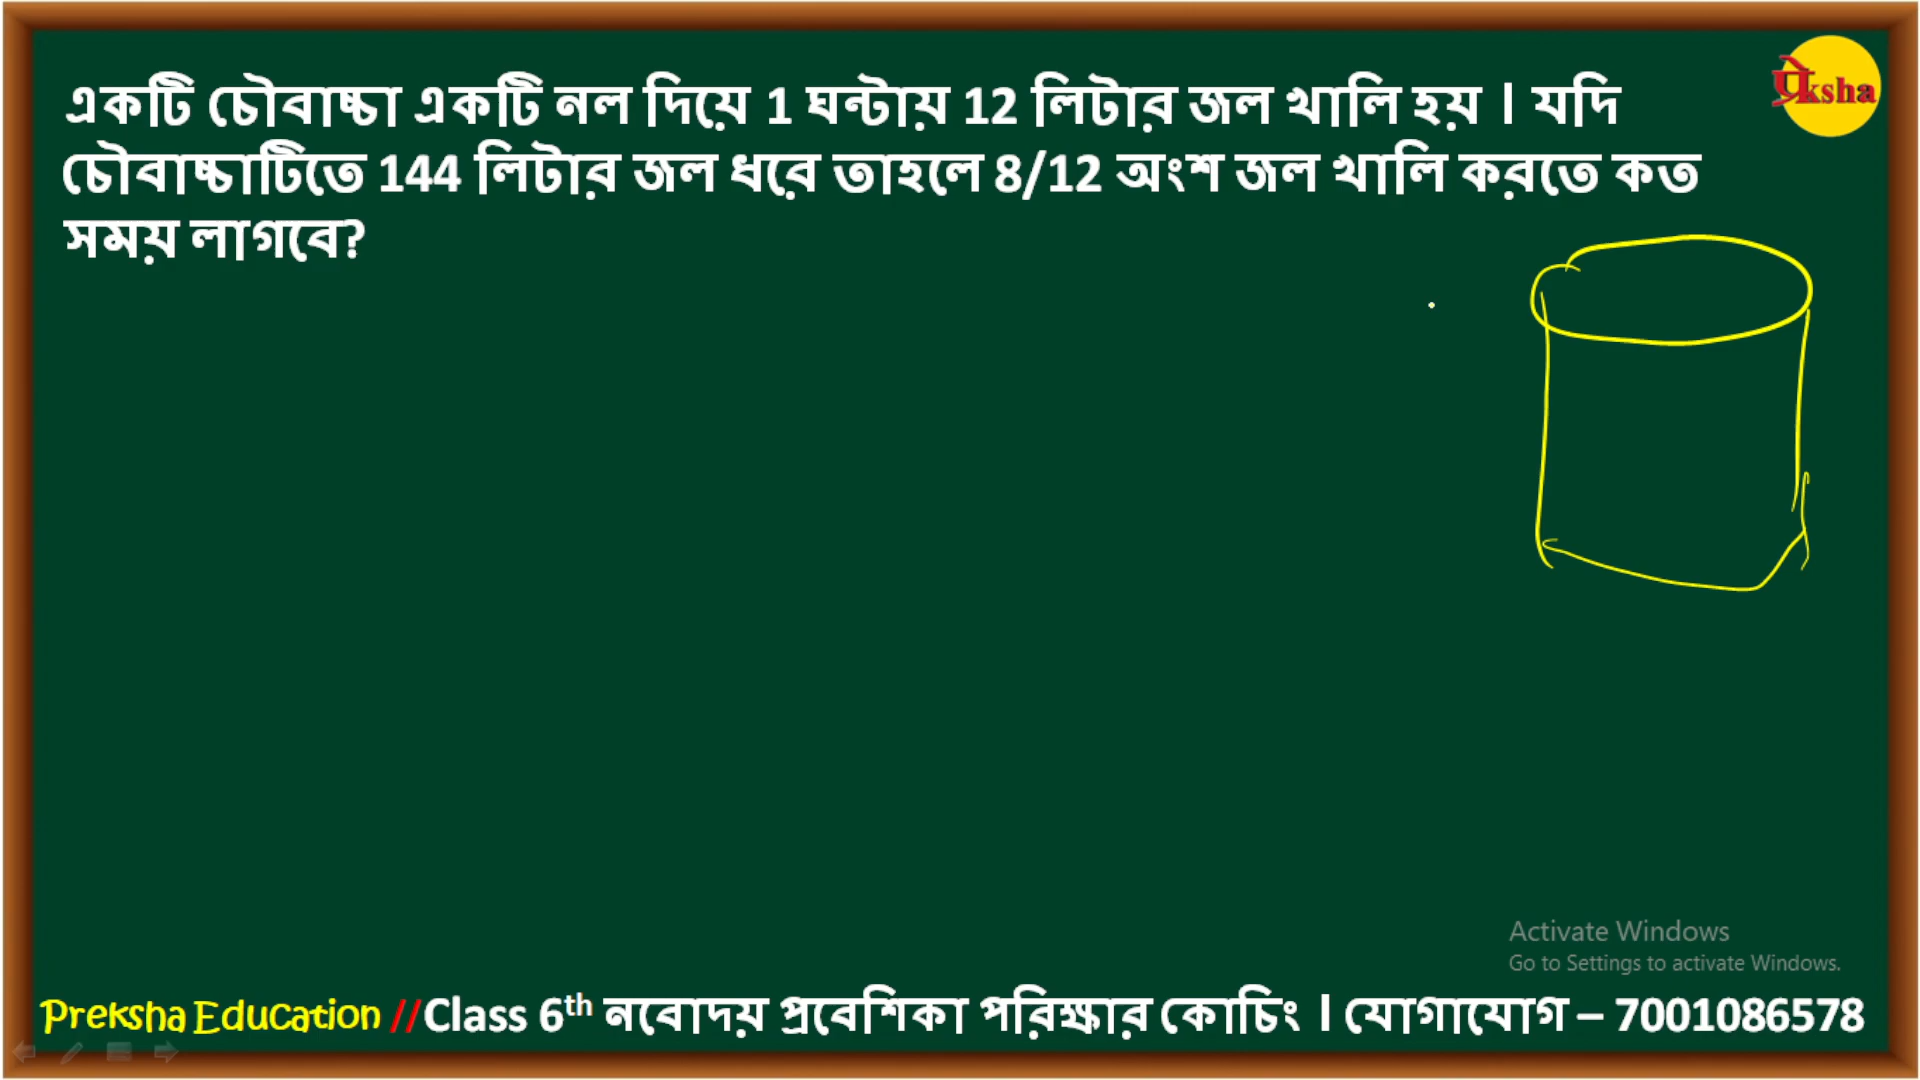 একটি চৌবাচ্চা একটি নল দিয়ে 1 ঘন্টায় 12 লিটার জল খালি হয় । যদি
চৌবাচ্চাটিতে 144 লিটার জল ধরে তাহলে 8/12 অংশ জল খালি করতে কত
সময় লাগবে?
प्रेksha
Activate Windows
Go to Settings to activate Windows.
Preksha Education //Class 6th নবোদয় প্রবেশিকা পরিক্ষার কোচিং । যোগাযোগ – 7001086578